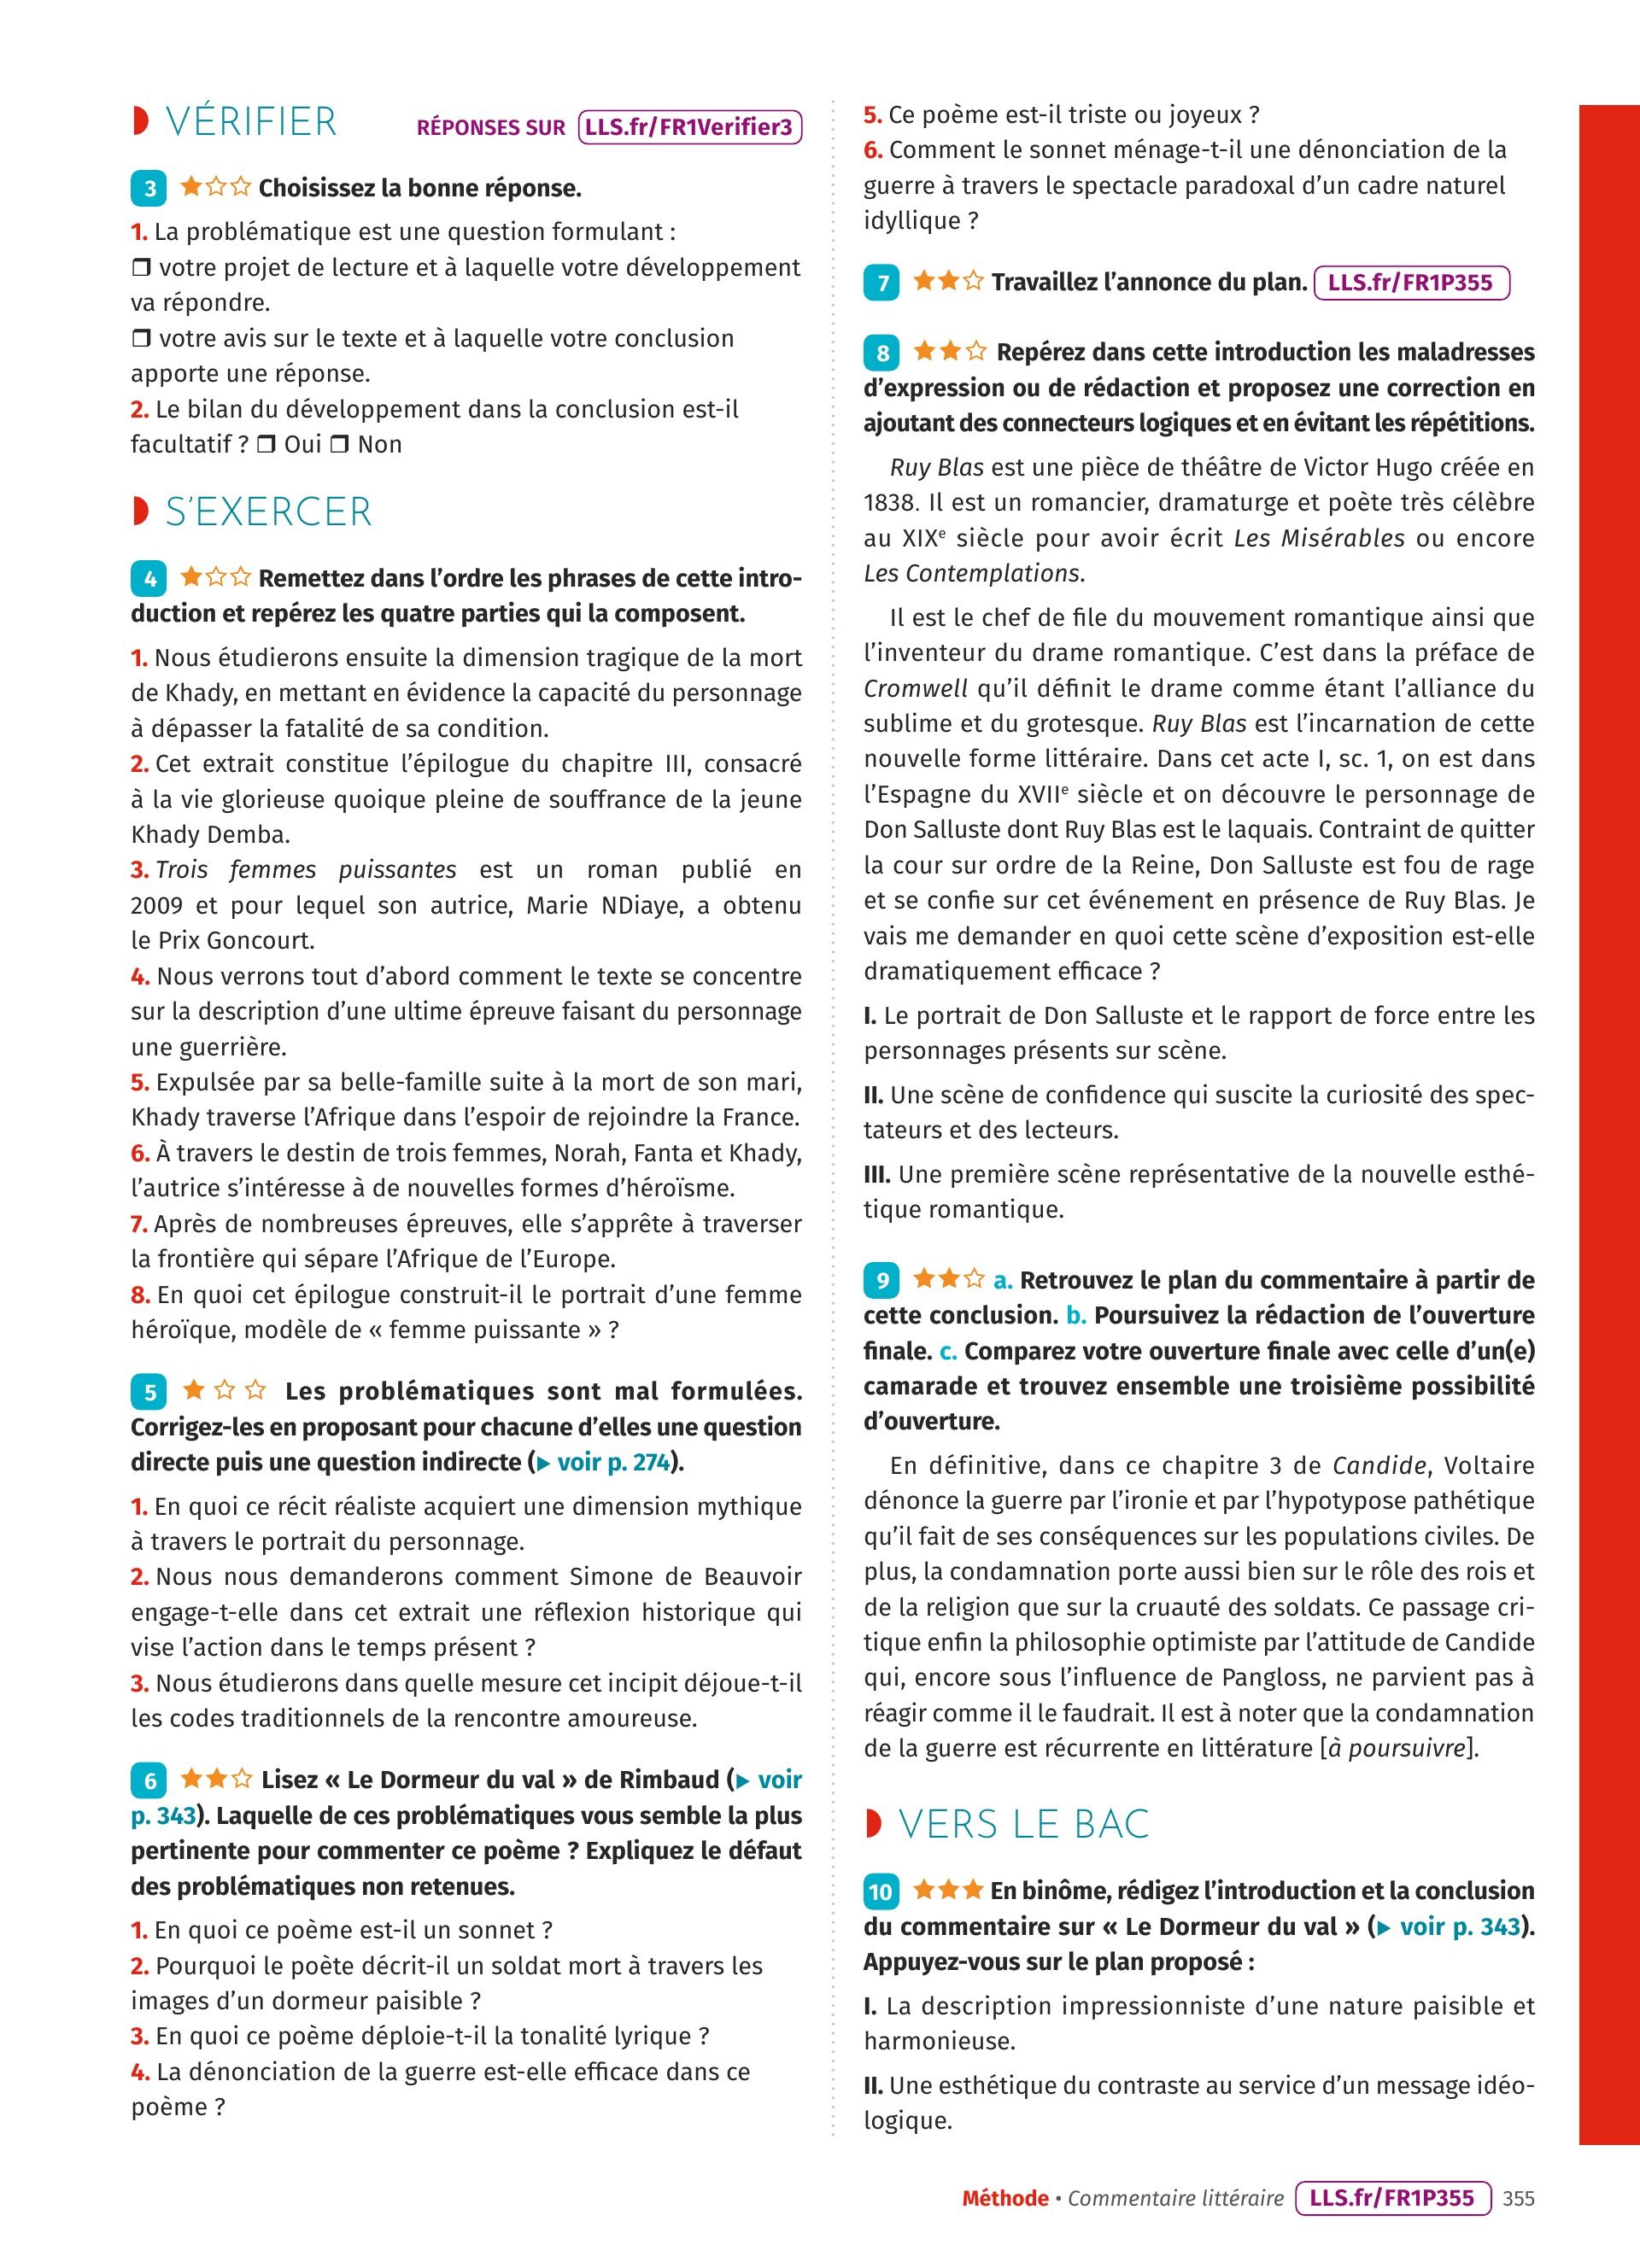 VÉRIFIER
RÉPONSES SUR LLS.fr/FR1Verifier3
3 ★☆☆ Choisissez la bonne réponse.
1. La problématique est une question formulant :
❒ votre projet de lecture et à laquelle votre développement
va répondre.
❒ votre avis sur le texte et à laquelle votre conclusion
apporte une réponse.
2. Le bilan du développement dans la conclusion est-il
facultatif ? ❒ Oui ❒ Non
S'EXERCER
4 ★☆☆ Remettez dans l'ordre les phrases de cette intro-
duction et repérez les quatre parties qui la composent.
1. Nous étudierons ensuite la dimension tragique de la mort
de Khady, en mettant en évidence la capacité du personnage
à dépasser la fatalité de sa condition.
2. Cet extrait constitue l'épilogue du chapitre III, consacré
à la vie glorieuse quoique pleine de souffrance de la jeune
Khady Demba.
3. Trois femmes puissantes est un roman publié en
2009 et pour lequel son autrice, Marie NDiaye, a obtenu
le Prix Goncourt.
4. Nous verrons tout d'abord comment le texte se concentre
sur la description d'une ultime épreuve faisant du personnage
une guerrière.
5. Expulsée par sa belle-famille suite à la mort de son mari,
Khady traverse l'Afrique dans l'espoir de rejoindre la France.
6. À travers le destin de trois femmes, Norah, Fanta et Khady,
l'autrice s'intéresse à de nouvelles formes d'héroïsme.
7. Après de nombreuses épreuves, elle s'apprête à traverser
la frontière qui sépare l'Afrique de l'Europe.
8. En quoi cet épilogue construit-il le portrait d'une femme
héroïque, modèle de « femme puissante » ?
5 ★☆☆ Les problématiques sont mal formulées.
Corrigez-les en proposant pour chacune d'elles une question
directe puis une question indirecte (▶ voir p. 274).
1. En quoi ce récit réaliste acquiert une dimension mythique
à travers le portrait du personnage.
2. Nous nous demanderons comment Simone de Beauvoir
engage-t-elle dans cet extrait une réflexion historique qui
vise l'action dans le temps présent ?
3. Nous étudierons dans quelle mesure cet incipit déjoue-t-il
les codes traditionnels de la rencontre amoureuse.
6 ★★☆ Lisez « Le Dormeur du val » de Rimbaud (▶ voir
p. 343). Laquelle de ces problématiques vous semble la plus
pertinente pour commenter ce poème ? Expliquez le défaut
des problématiques non retenues.
1. En quoi ce poème est-il un sonnet ?
2. Pourquoi le poète décrit-il un soldat mort à travers les
images d'un dormeur paisible ?
3. En quoi ce poème déploie-t-il la tonalité lyrique ?
4. La dénonciation de la guerre est-elle efficace dans ce
poème ?
5. Ce poème est-il triste ou joyeux ?
6. Comment le sonnet ménage-t-il une dénonciation de la
guerre à travers le spectacle paradoxal d'un cadre naturel
idyllique ?
7 ★★☆ Travaillez l'annonce du plan. LLS.fr/FR1P355
8 ★★☆ Repérez dans cette introduction les maladresses
d'expression ou de rédaction et proposez une correction en
ajoutant des connecteurs logiques et en évitant les répétitions.
Ruy Blas est une pièce de théâtre de Victor Hugo créée en
1838. Il est un romancier, dramaturge et poète très célèbre
au XIXe siècle pour avoir écrit Les Misérables ou encore
Les Contemplations.
Il est le chef de file du mouvement romantique ainsi que
l'inventeur du drame romantique. C'est dans la préface de
Cromwell qu'il définit le drame comme étant l'alliance du
sublime et du grotesque. Ruy Blas est l'incarnation de cette
nouvelle forme littéraire. Dans cet acte I, sc. 1, on est dans
l'Espagne du XVIIe siècle et on découvre le personnage de
Don Salluste dont Ruy Blas est le laquais. Contraint de quitter
la cour sur ordre de la Reine, Don Salluste est fou de rage
et se confie sur cet événement en présence de Ruy Blas. Je
vais me demander en quoi cette scène d'exposition est-elle
dramatiquement efficace ?
I. Le portrait de Don Salluste et le rapport de force entre les
personnages présents sur scène.
II. Une scène de confidence qui suscite la curiosité des spec-
tateurs et des lecteurs.
III. Une première scène représentative de la nouvelle esthé-
tique romantique.
9 ★★☆ a. Retrouvez le plan du commentaire à partir de
cette conclusion. b. Poursuivez la rédaction de l'ouverture
finale. c. Comparez votre ouverture finale avec celle d'un(e)
camarade et trouvez ensemble une troisième possibilité
d'ouverture.
En définitive, dans ce chapitre 3 de Candide, Voltaire
dénonce la guerre par l'ironie et par l'hypotypose pathétique
qu'il fait de ses conséquences sur les populations civiles. De
plus, la condamnation porte aussi bien sur le rôle des rois et
de la religion que sur la cruauté des soldats. Ce passage cri-
tique enfin la philosophie optimiste par l'attitude de Candide
qui, encore sous l'influence de Pangloss, ne parvient pas à
réagir comme il le faudrait. Il est à noter que la condamnation
de la guerre est récurrente en littérature [à poursuivre].
VERS LE BAC
10 ★★★ En binôme, rédigez l'introduction et la conclusion
du commentaire sur « Le Dormeur du val » (▶ voir p. 343).
Appuyez-vous sur le plan proposé :
I. La description impressionniste d'une nature paisible et
harmonieuse.
II. Une esthétique du contraste au service d'un message idéo-
logique.
Méthode • Commentaire littéraire LLS.fr/FR1P355 355